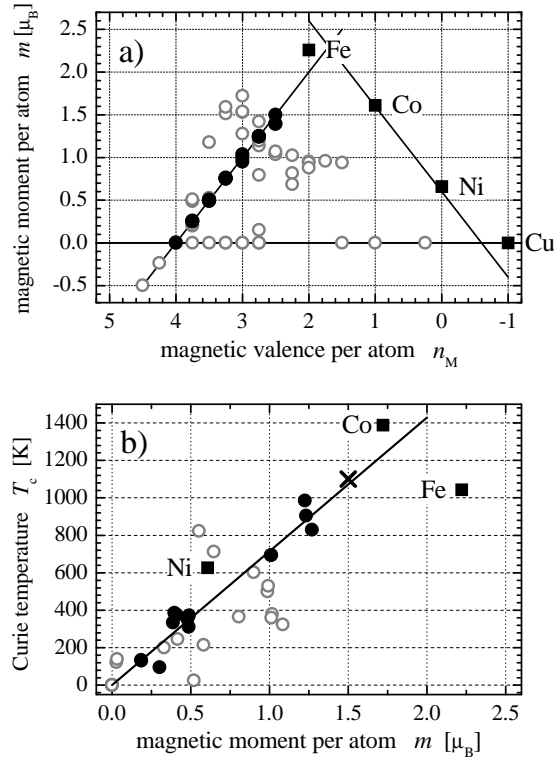 magnetic moment per atom m [μB]
2.5
2.0
1.5
1.0
0.5
0.0
-0.5
a)
Fe
Co
Ni
Cu
5 4 3 2 1 0 -1
magnetic valence per atom nM
Curie temperature Tc [K]
1400
1200
1000
800
600
400
200
0
b)
Co
Fe
Ni
0.0 0.5 1.0 1.5 2.0 2.5
magnetic moment per atom m [μB]